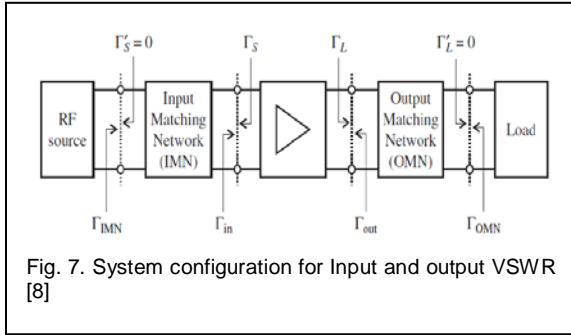 Γ′S = 0
ΓS
ΓL
Γ′L = 0
RF
source
Input
Matching
Network
(IMN)
Output
Matching
Network
(OMN)
Load
ΓIMN
Γin
Γout
ΓOMN
Fig. 7. System configuration for Input and output VSWR
[8]